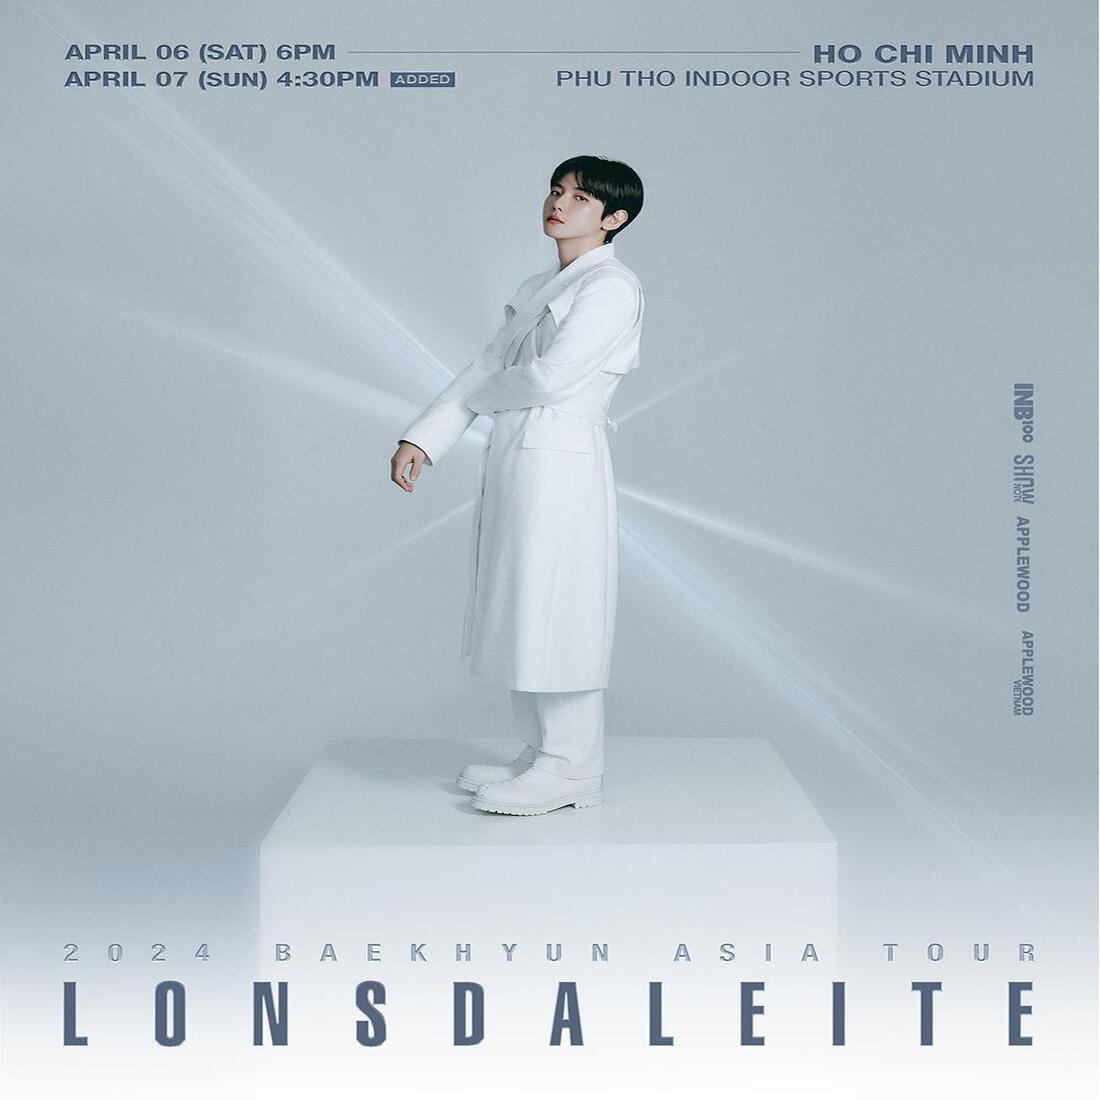 APRIL 06 (SAT) 6PM
APRIL 07 (SUN) 4:30PM ADDED
HO CHI MINH
PHU THO INDOOR SPORTS STADIUM
INB100
SHOW
NOTE
APPLEWOOD
APPLEWOOD
VIETNAM
2024 BAEKHYUN ASIA TOUR
LONSDALEITE